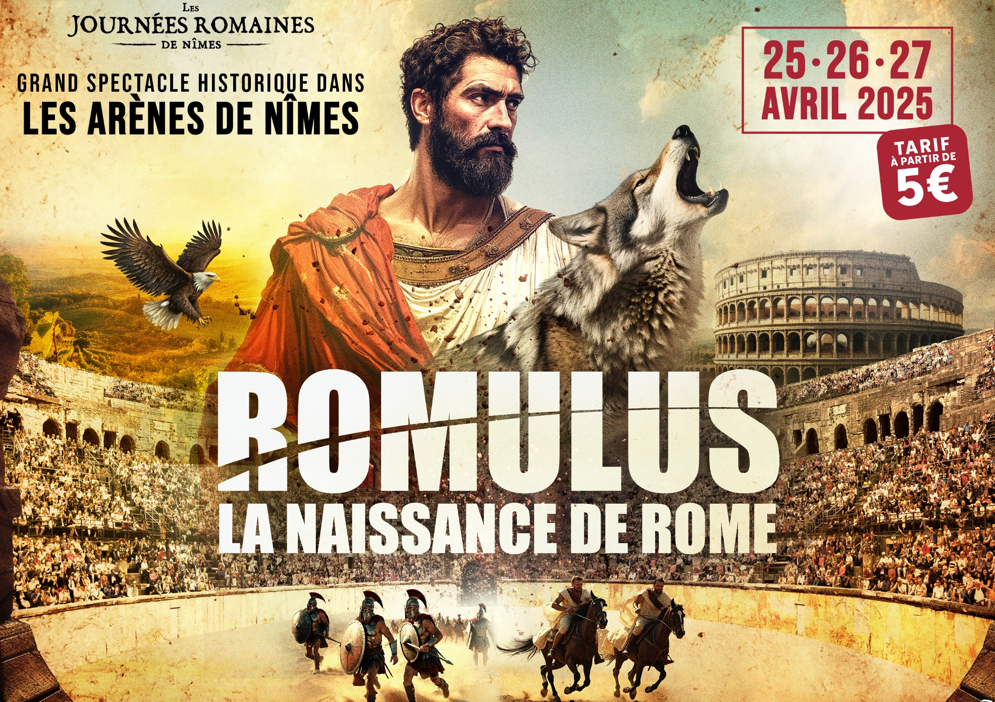 Les
JOURNÉES ROMAINES
DE NÎMES
GRAND SPECTACLE HISTORIQUE DANS
LES ARÈNES DE NÎMES
25·26·27
AVRIL 2025
TARIF
À PARTIR DE
5€
ROMULUS
LA NAISSANCE DE ROME